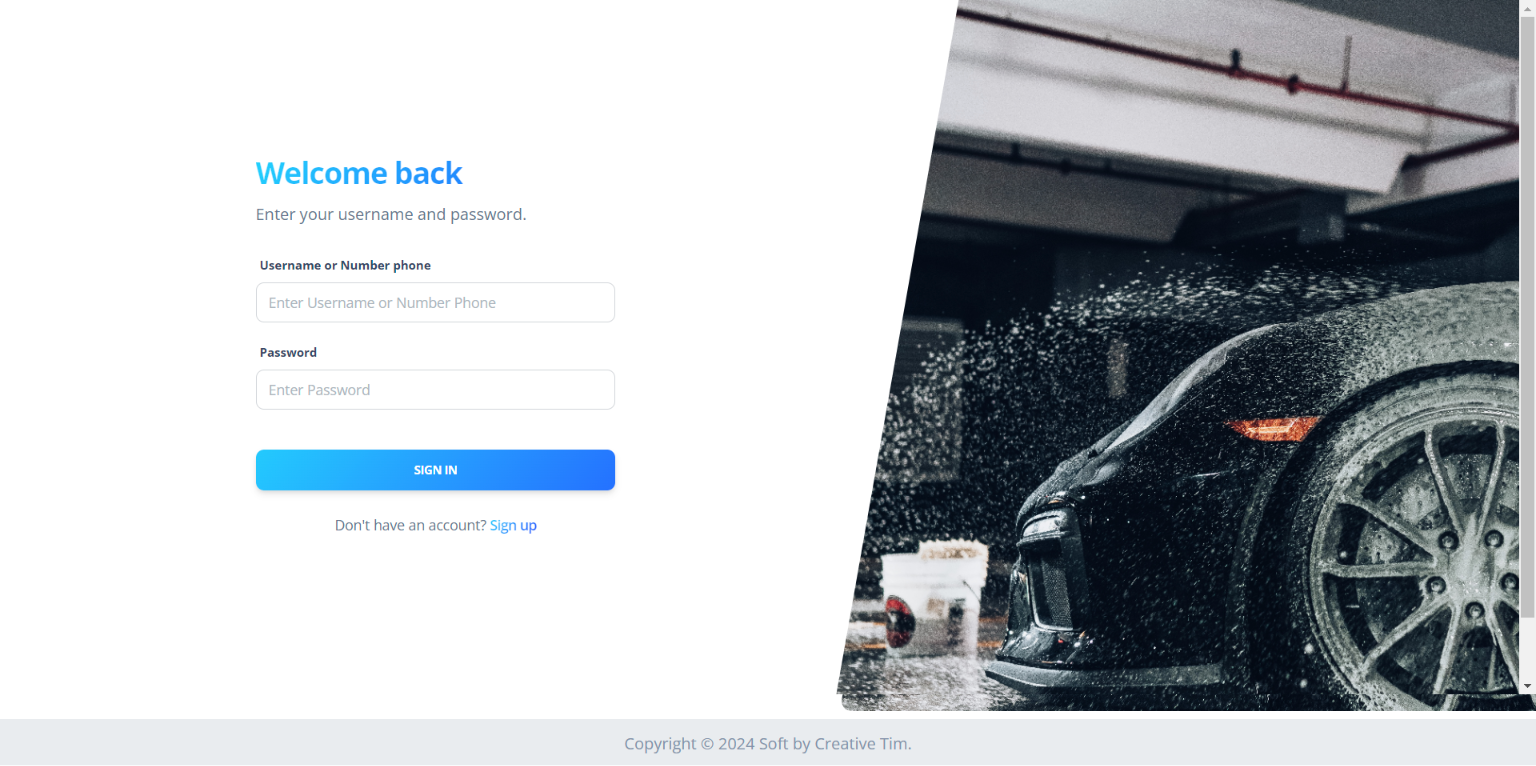 Welcome back
Enter your username and password.
Username or Number phone
Enter Username or Number Phone
Password
Enter Password
SIGN IN
Don't have an account? Sign up
Copyright © 2024 Soft by Creative Tim.